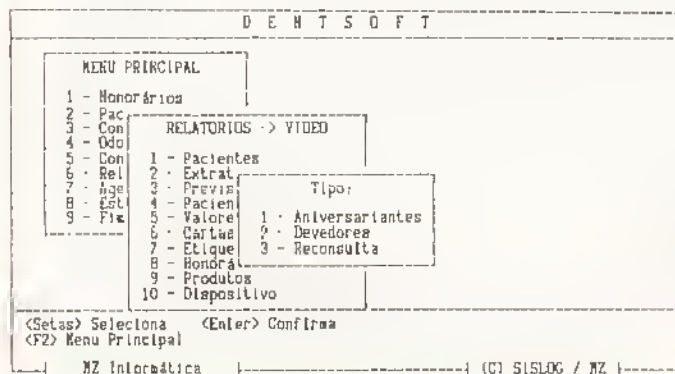 D E N T S O F T
MENU PRINCIPAL
1 - Honorários
2 - Pac
3 - Con
4 - Odo
5 - Con
6 - Rel
7 - Age
8 - Est
9 - Fim
RELATORIOS -> VIDEO
1 - Pacientes
2 - Extrat
3 - Previs
4 - Pacien
5 - Valore
6 - Cartas
7 - Etique
8 - Honorá
9 - Produtos
10 - Dispositivo
Tipo:
1 - Aniversariantes
2 - Devedores
3 - Reconsulta
<Setas> Seleciona <Enter> Confirma
<F2> Menu Principal
MZ Informática (C) SISLOG / MZ